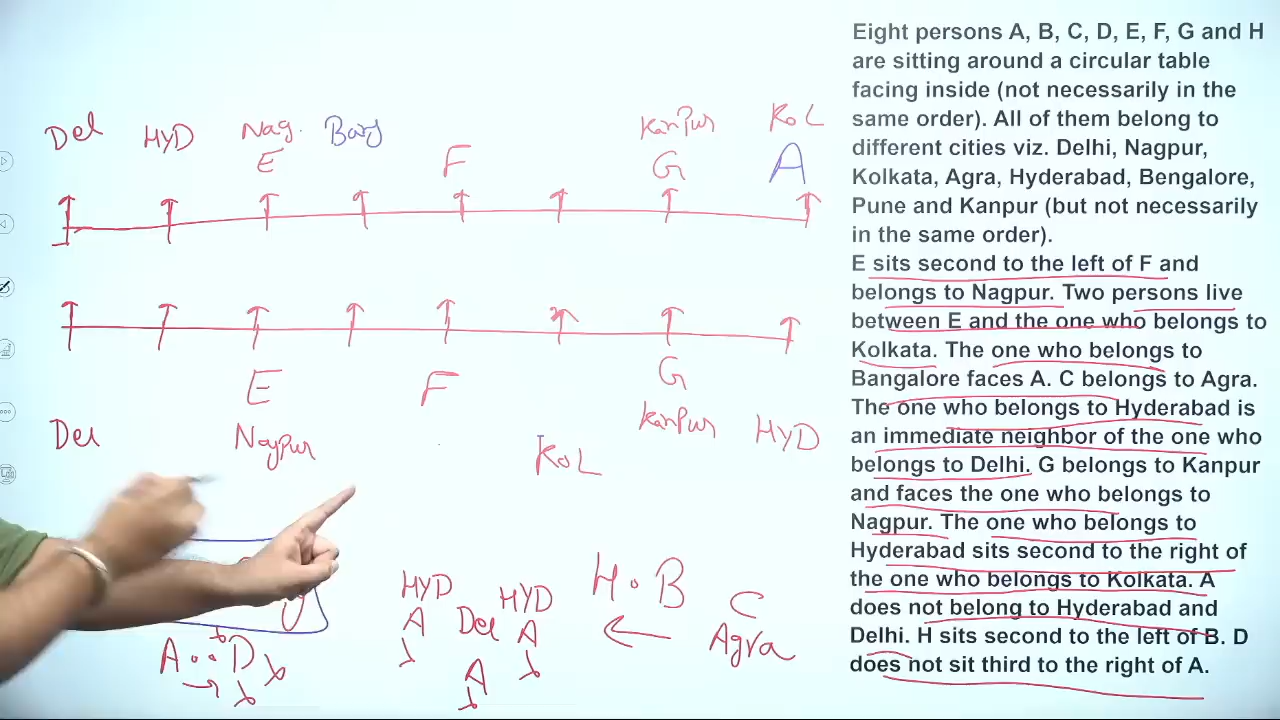 Del HYD Nag. Bang Kanpur KOL
E F G A
E F G
Del Nagpur KOL Kanpur HYD
HYD HYD H . B C
A Del A Agra
A . . D A
Eight persons A, B, C, D, E, F, G and H
are sitting around a circular table
facing inside (not necessarily in the
same order). All of them belong to
different cities viz. Delhi, Nagpur,
Kolkata, Agra, Hyderabad, Bengalore,
Pune and Kanpur (but not necessarily
in the same order).
E sits second to the left of F and
belongs to Nagpur. Two persons live
between E and the one who belongs to
Kolkata. The one who belongs to
Bangalore faces A. C belongs to Agra.
The one who belongs to Hyderabad is
an immediate neighbor of the one who
belongs to Delhi. G belongs to Kanpur
and faces the one who belongs to
Nagpur. The one who belongs to
Hyderabad sits second to the right of
the one who belongs to Kolkata. A
does not belong to Hyderabad and
Delhi. H sits second to the left of B. D
does not sit third to the right of A.